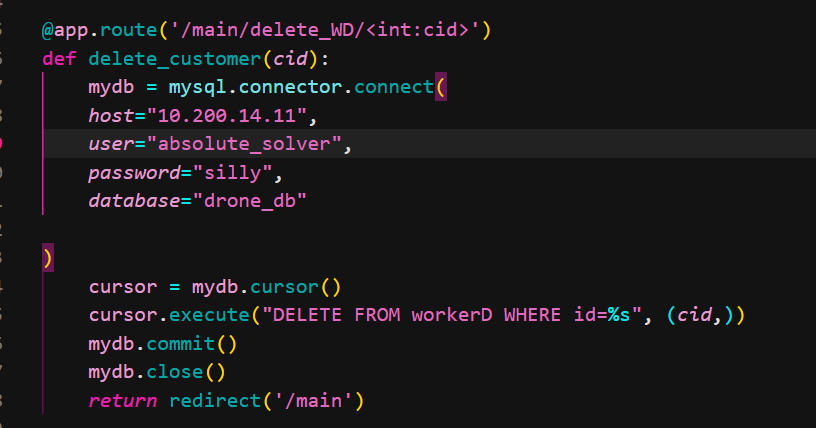 @app.route('/main/delete_WD/<int:cid>')
def delete_customer(cid):
    mydb = mysql.connector.connect(
    host="10.200.14.11",
    user="absolute_solver",
    password="silly",
    database="drone_db"
)
    cursor = mydb.cursor()
    cursor.execute("DELETE FROM workerD WHERE id=%s", (cid,))
    mydb.commit()
    mydb.close()
    return redirect('/main')